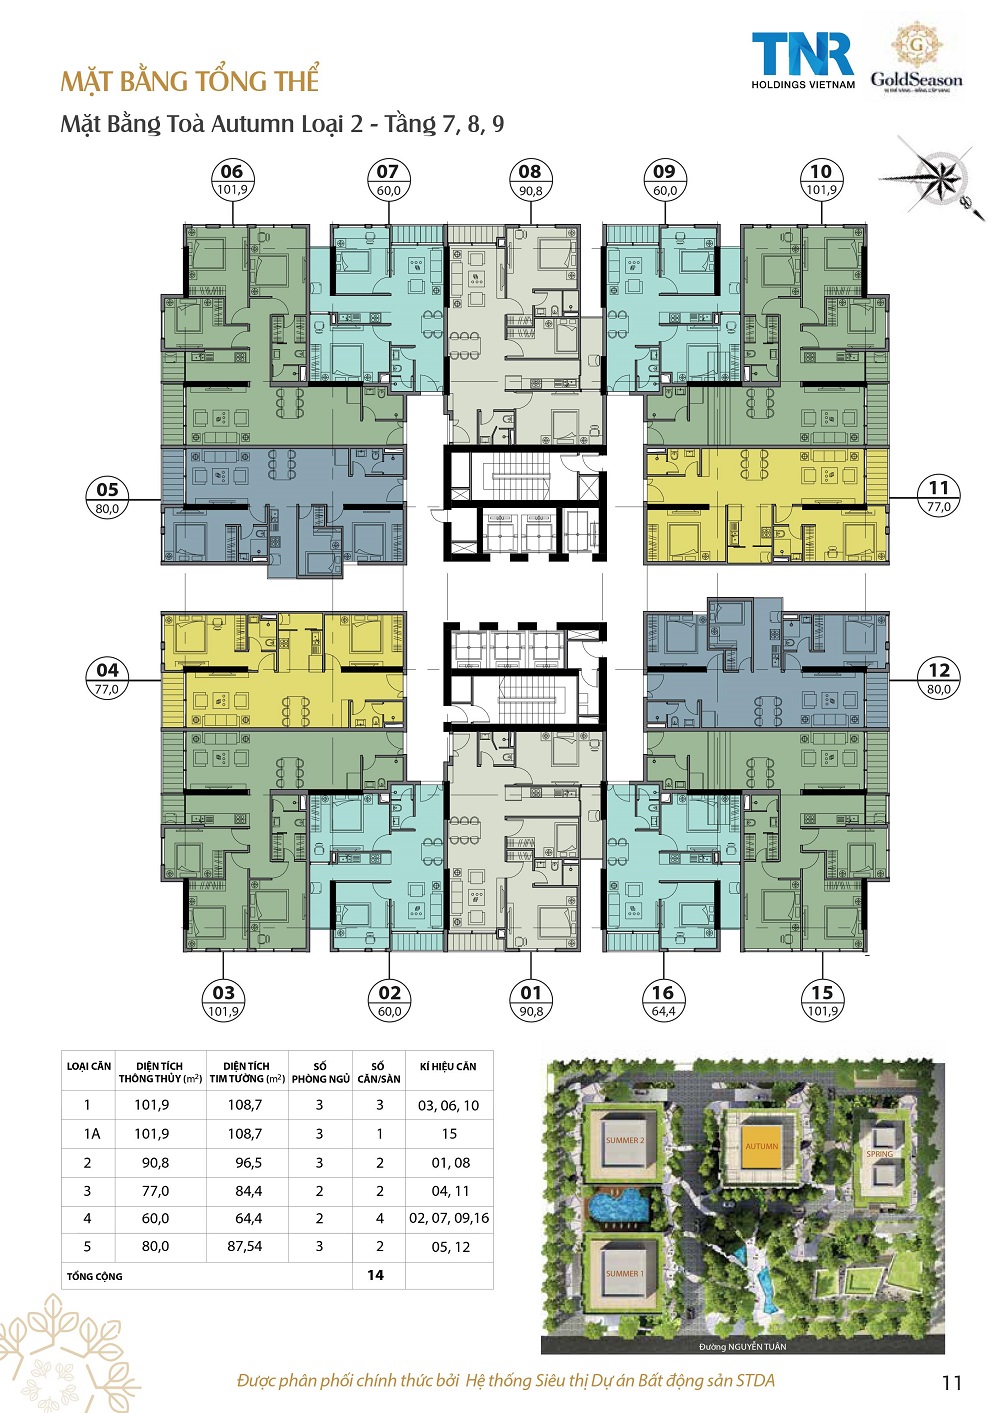 TNR
HOLDINGS VIETNAM
G
GoldSeason
VỊ THẾ VÀNG - ĐẲNG CẤP VÀNG
MẶT BẰNG TỔNG THỂ
Mặt Bằng Toà Autumn Loại 2 - Tầng 7, 8, 9
06
101,9
07
60,0
08
90,8
09
60,0
10
101,9
05
80,0
11
77,0
04
77,0
12
80,0
03
101,9
02
60,0
01
90,8
16
64,4
15
101,9
LOẠI CĂN DIỆN TÍCH THÔNG THỦY (m²) DIỆN TÍCH TIM TƯỜNG (m²) SỐ PHÒNG NGỦ SỐ CĂN/SÀN KÍ HIỆU CĂN
1 101,9 108,7 3 3 03, 06, 10
1A 101,9 108,7 3 1 15
2 90,8 96,5 3 2 01, 08
3 77,0 84,4 2 2 04, 11
4 60,0 64,4 2 4 02, 07, 09,16
5 80,0 87,54 3 2 05, 12
TỔNG CỘNG 14
SUMMER 2
AUTUMN
SPRING
SUMMER 1
Đường NGUYỄN TUÂN
Được phân phối chính thức bởi Hệ thống Siêu thị Dự án Bất động sản STDA
11